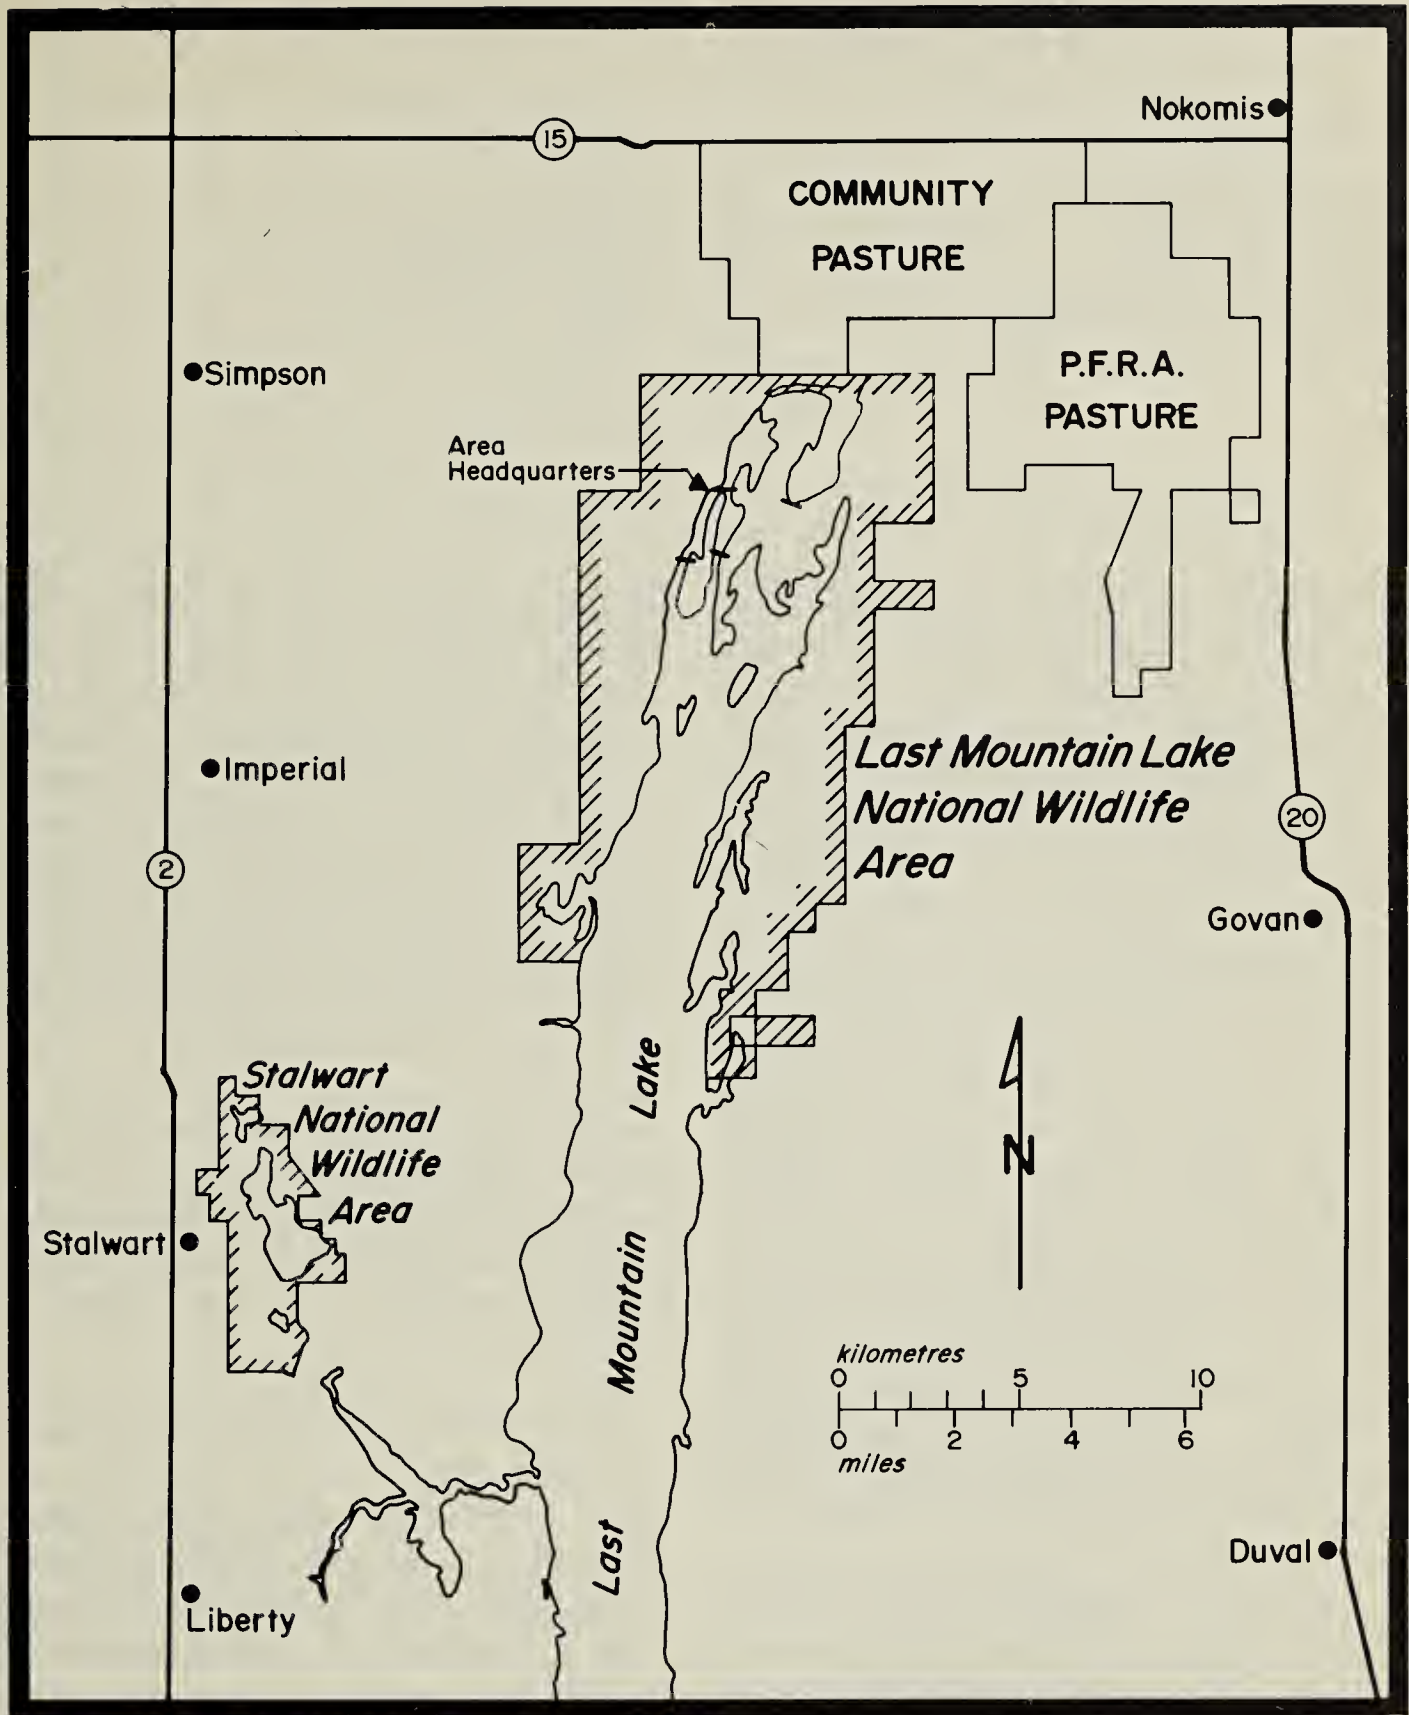 Nokomis
15
COMMUNITY
PASTURE
Simpson
P.F.R.A.
PASTURE
Area
Headquarters
Imperial
Last Mountain Lake
National Wildlife
Area
20
2
Govan
Stalwart
National
Wildlife
Area
Stalwart
N
Last Mountain Lake
kilometres
0 5 10
0 2 4 6
miles
Duval
Liberty